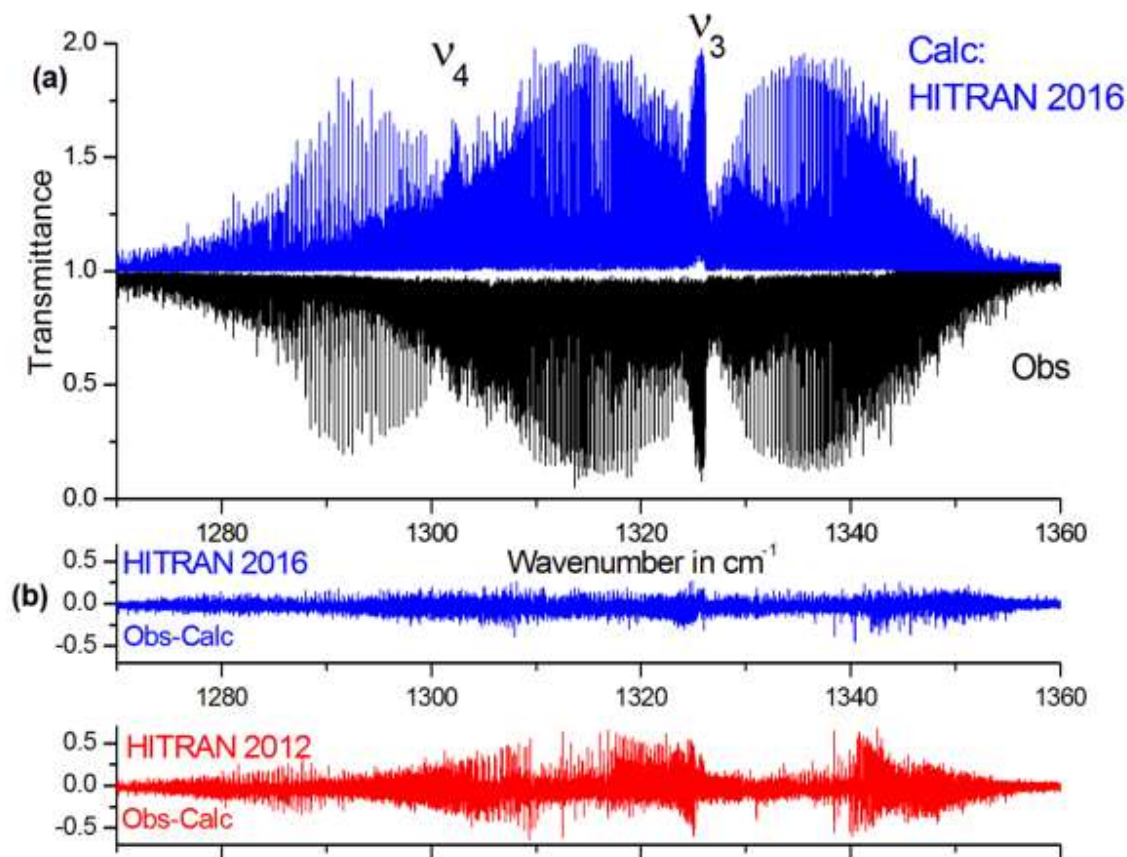 (a)
ν4
ν3
Calc:
HITRAN 2016
Transmittance
2.0
1.5
1.0
0.5
0.0
Obs
1280
1300
1320
1340
1360
Wavenumber in cm-1
(b)
0.5
0.0
-0.5
HITRAN 2016
Obs-Calc
1280
1300
1320
1340
1360
0.5
0.0
-0.5
HITRAN 2012
Obs-Calc